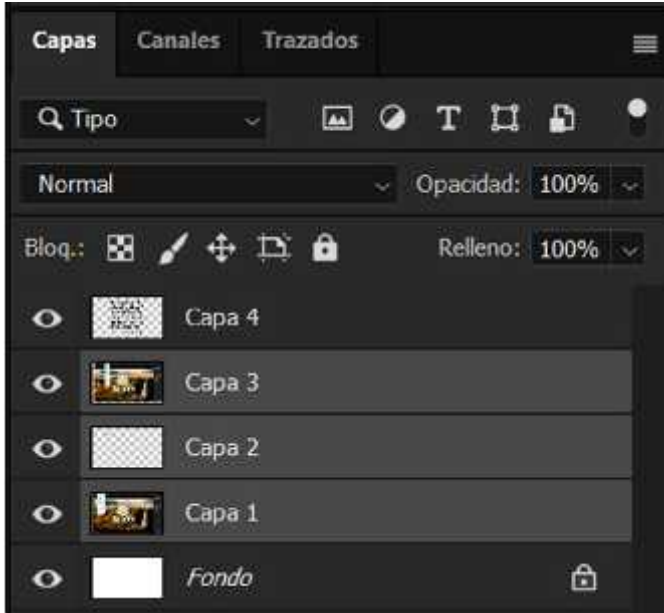 Capas Canales Trazados
Tipo
Normal Opacidad: 100%
Bloq.: Relleno: 100%
Capa 4
Capa 3
Capa 2
Capa 1
Fondo